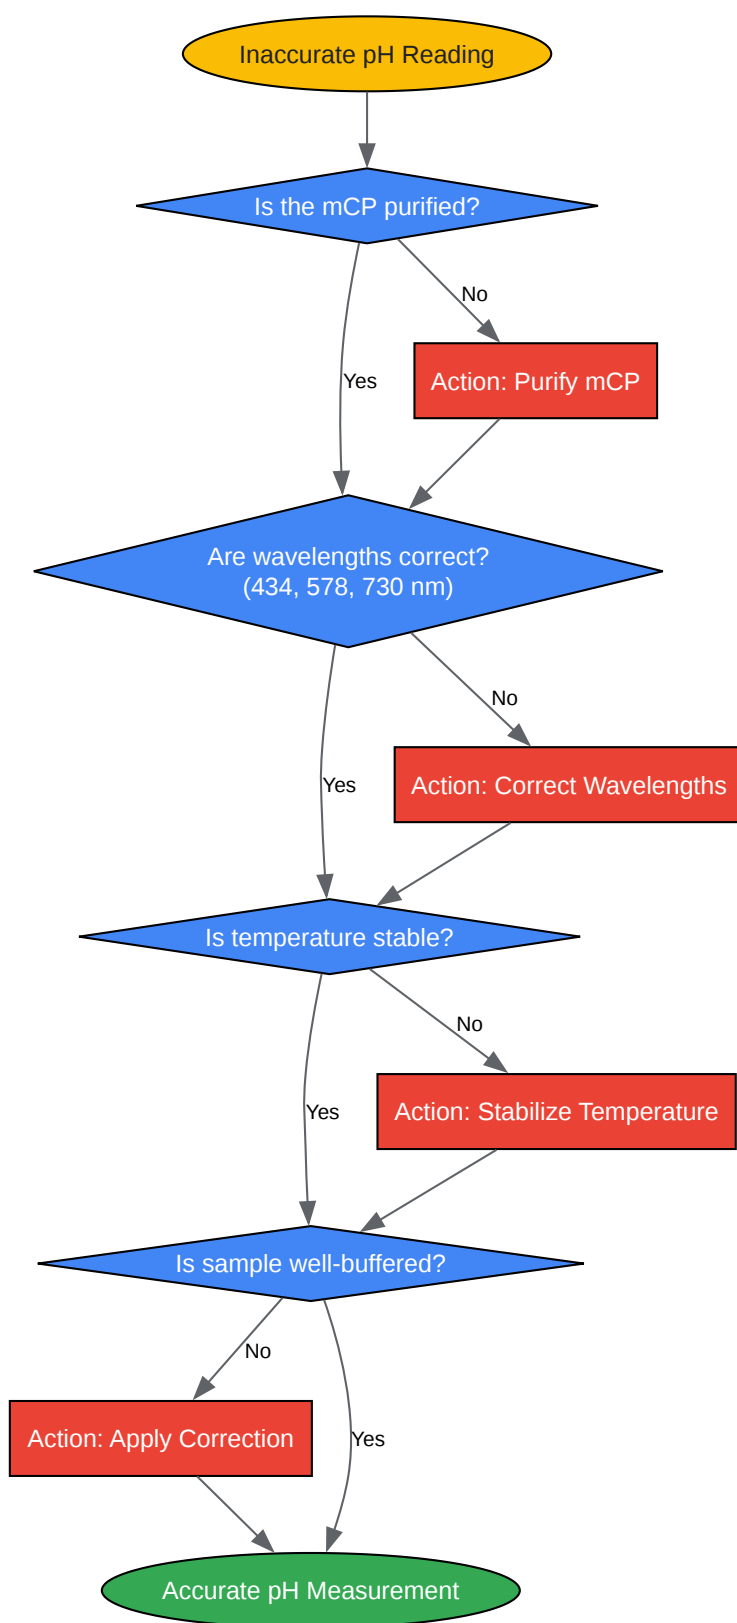 Inaccurate pH Reading
Is the mCP purified?
No
Yes
Action: Purify mCP
Are wavelengths correct?
(434, 578, 730 nm)
No
Yes
Action: Correct Wavelengths
Is temperature stable?
No
Yes
Action: Stabilize Temperature
Is sample well-buffered?
No
Action: Apply Correction
Yes
Accurate pH Measurement